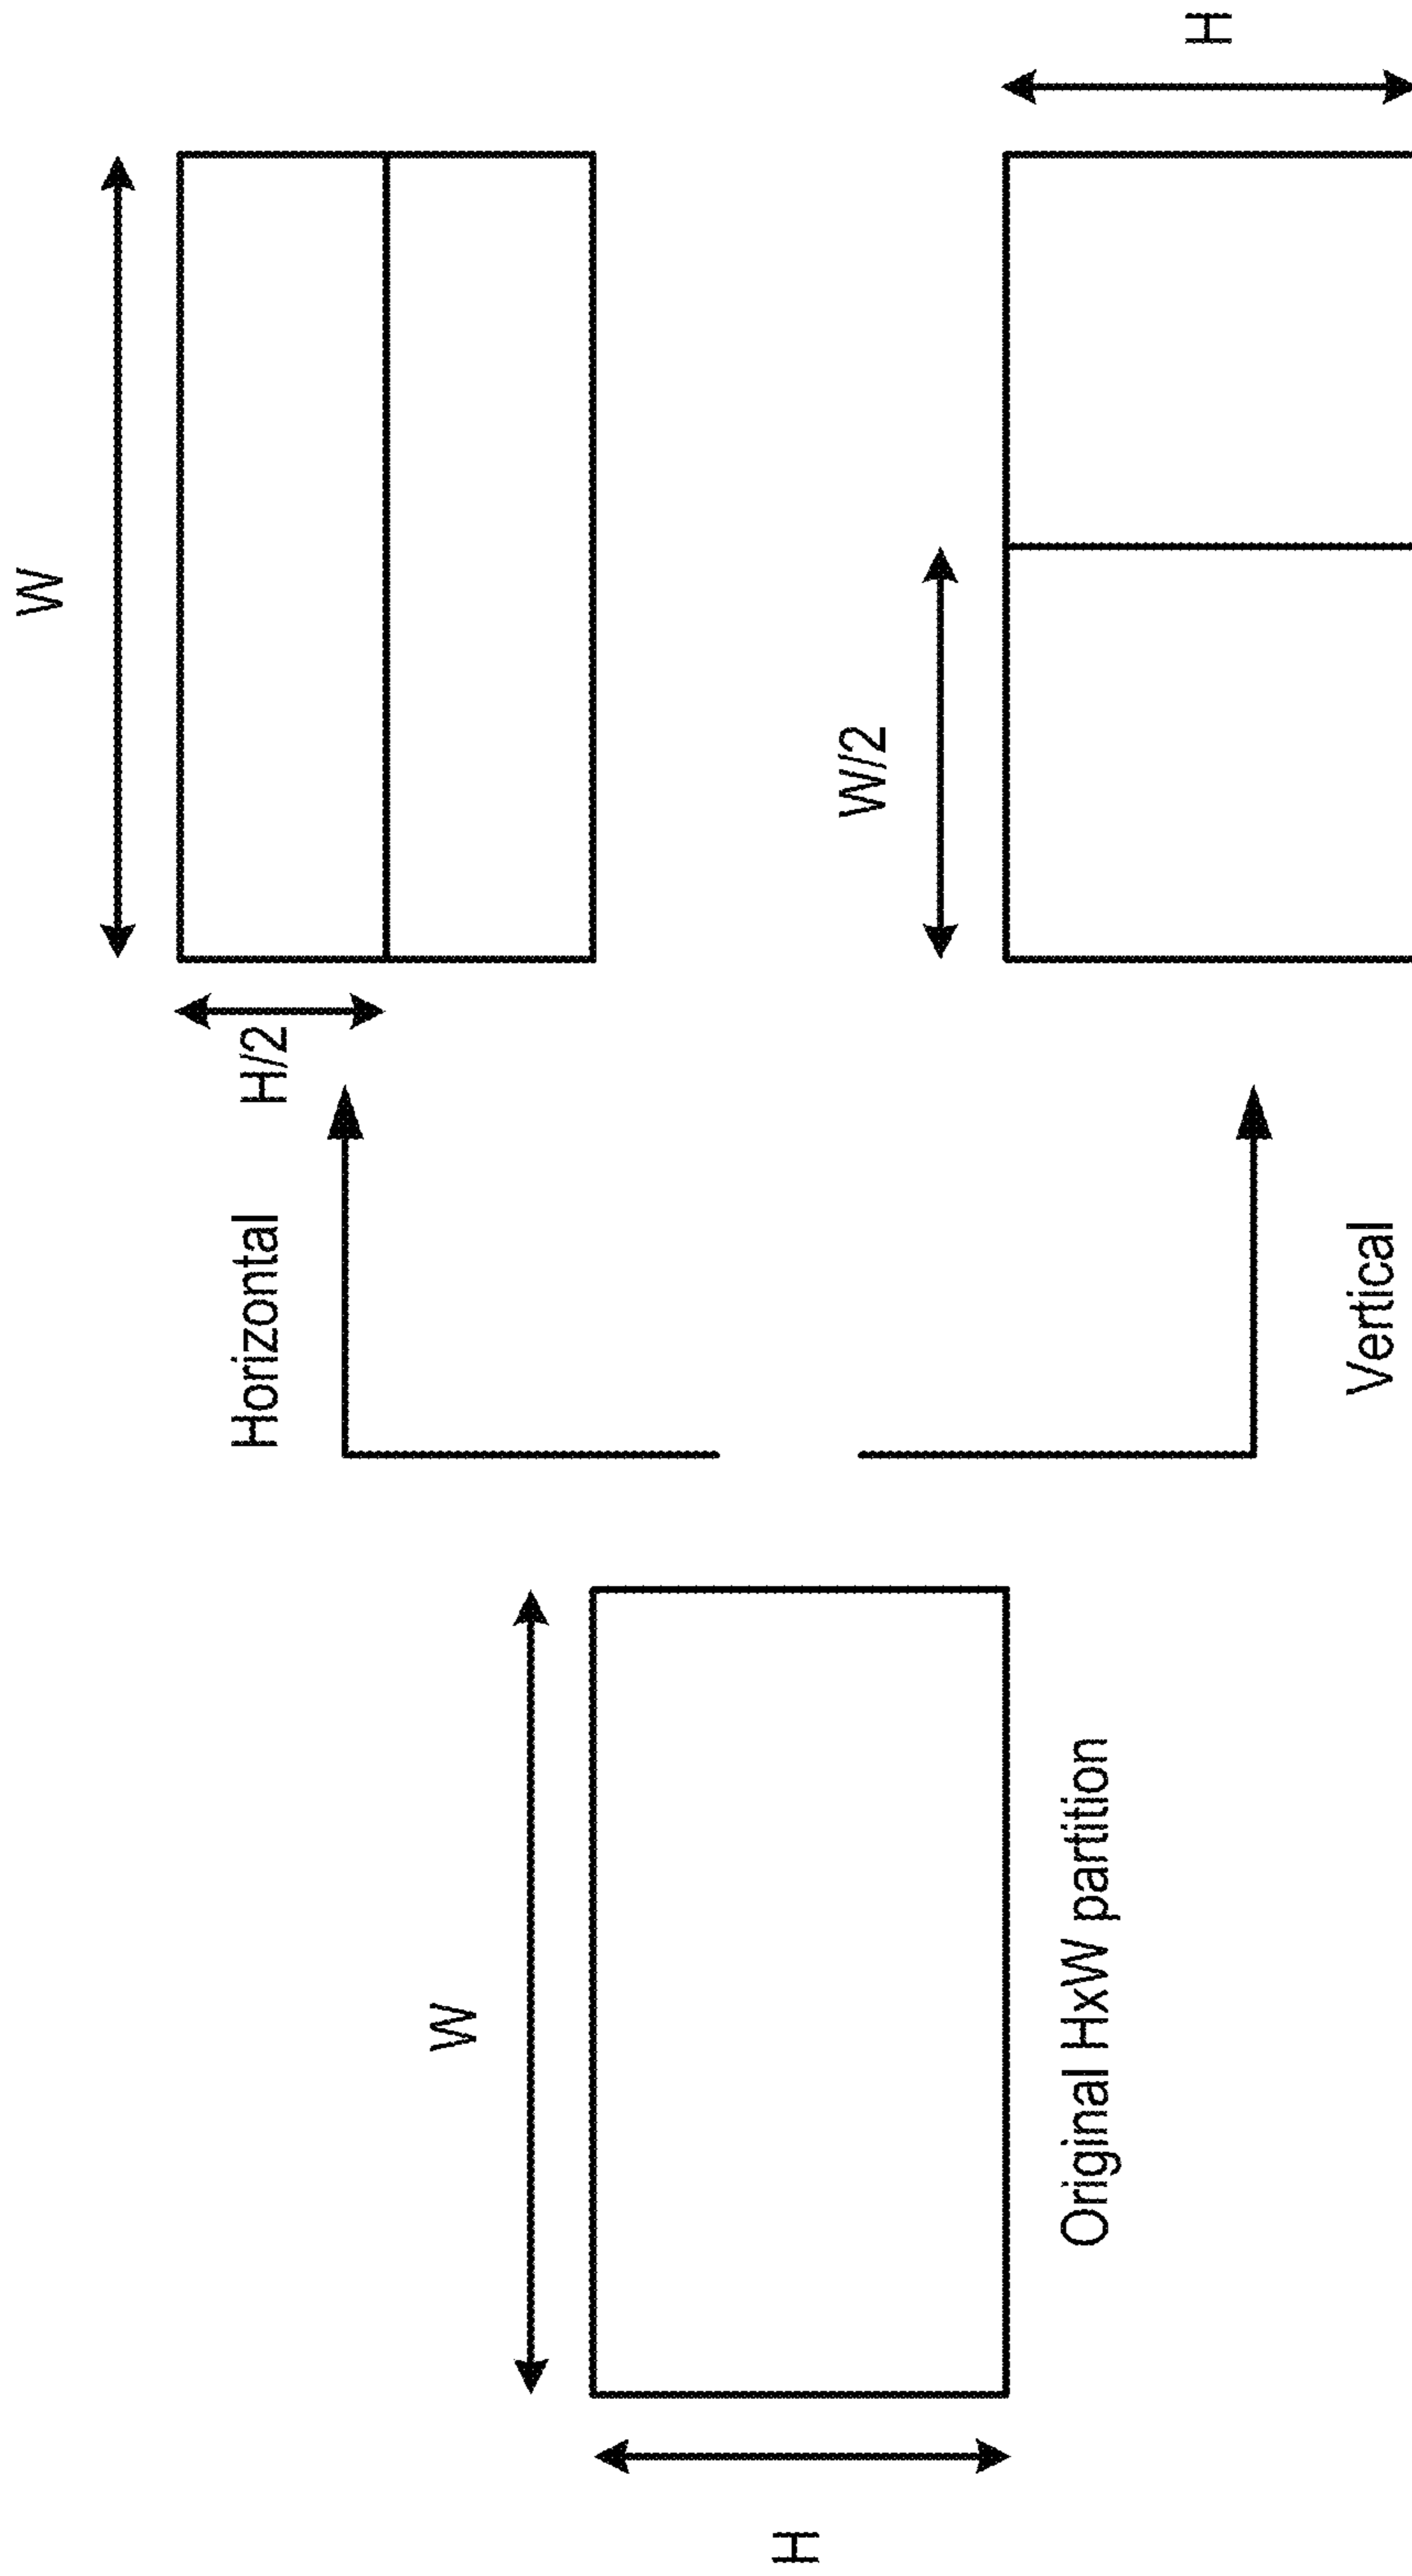 W
H
Original HxW partition
Horizontal
H/2
W
Vertical
W/2
H